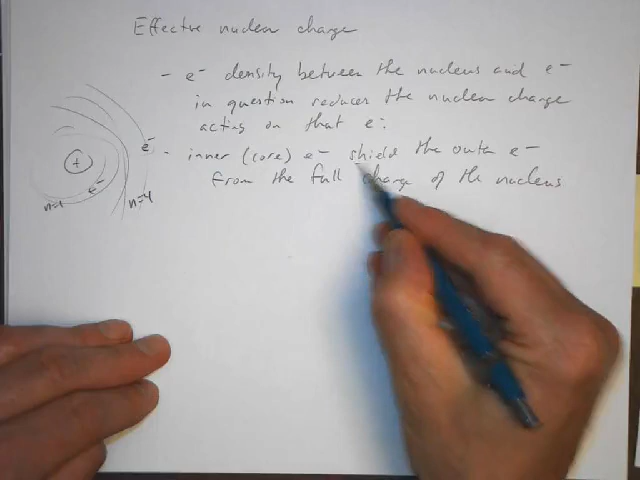 Effective nuclear charge
- e⁻ density between the nucleus and e⁻
in question reduces the nuclear charge
acting on that e⁻.
- inner (core) e⁻ shield the outer e⁻
from the full charge of the nucleus
e⁻
+
e⁻
n=1
n=4